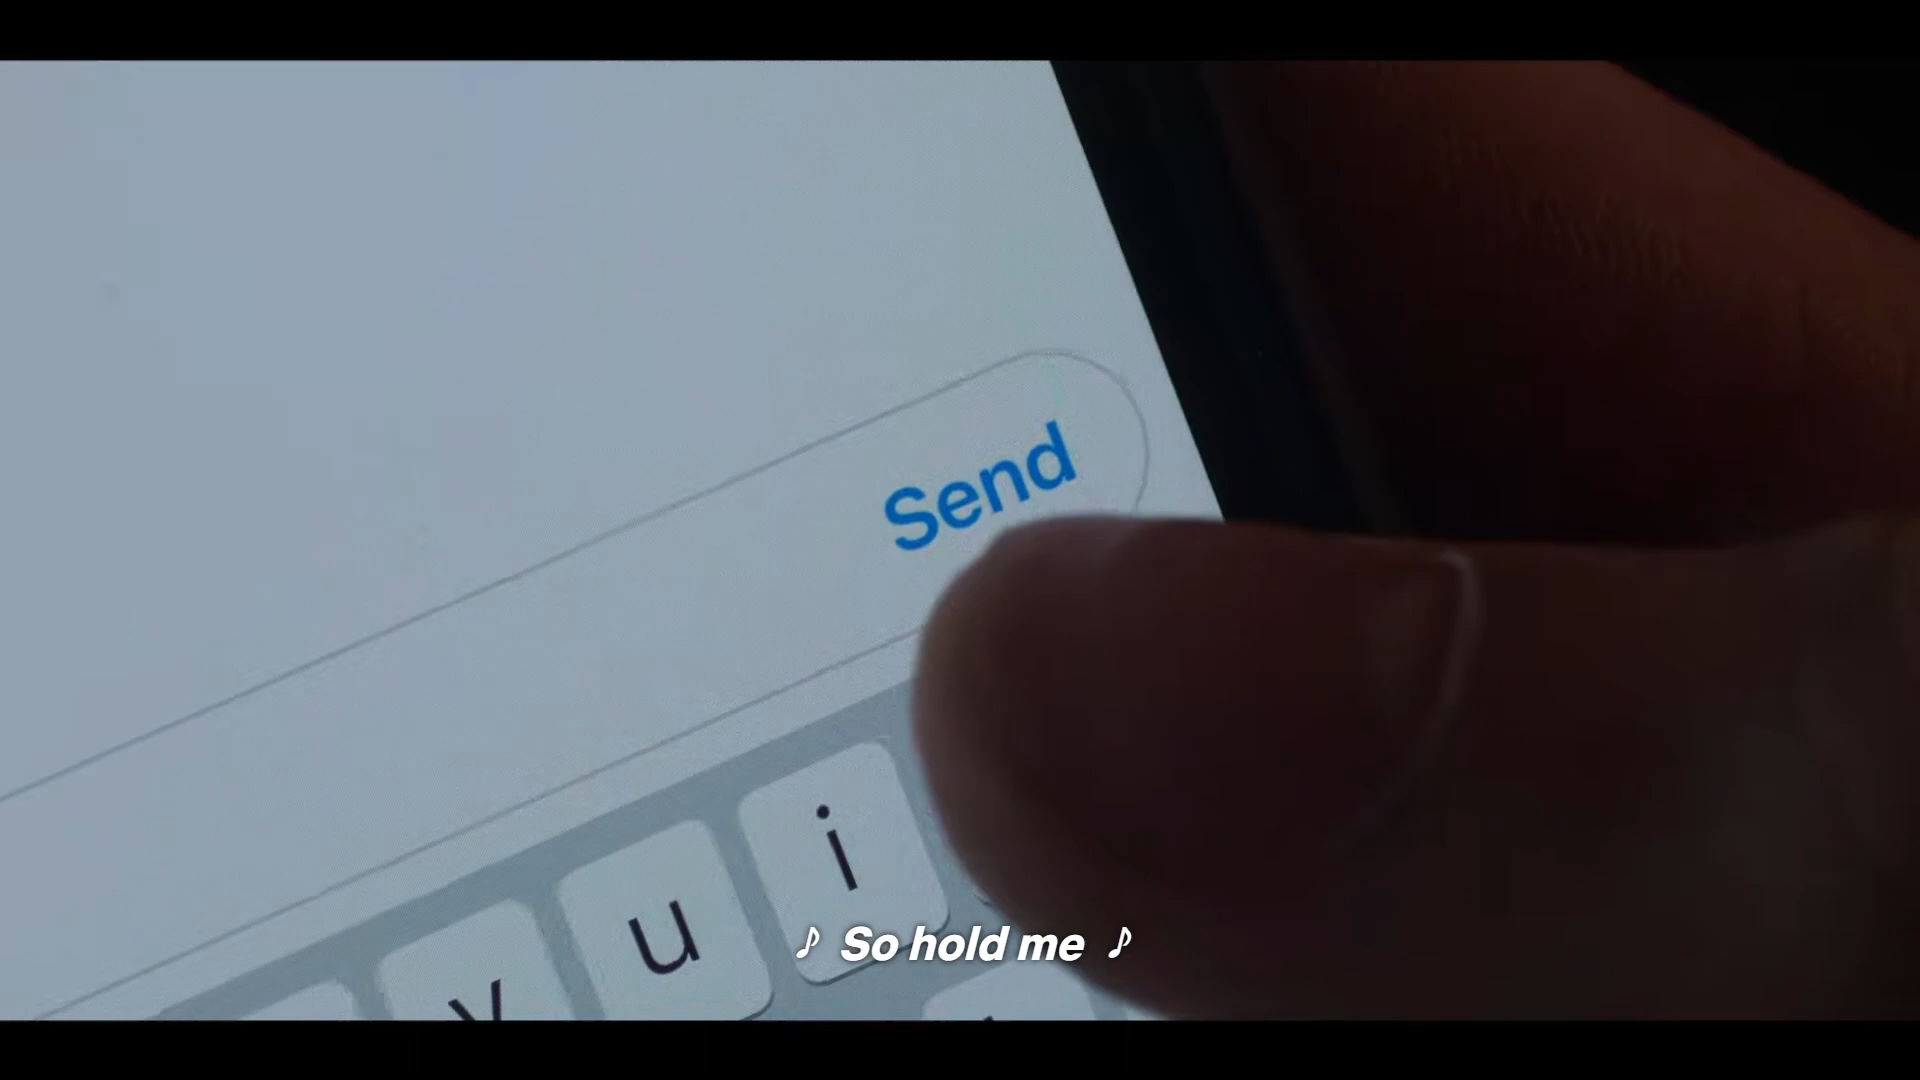 Send
i
u
y
♪ So hold me ♪